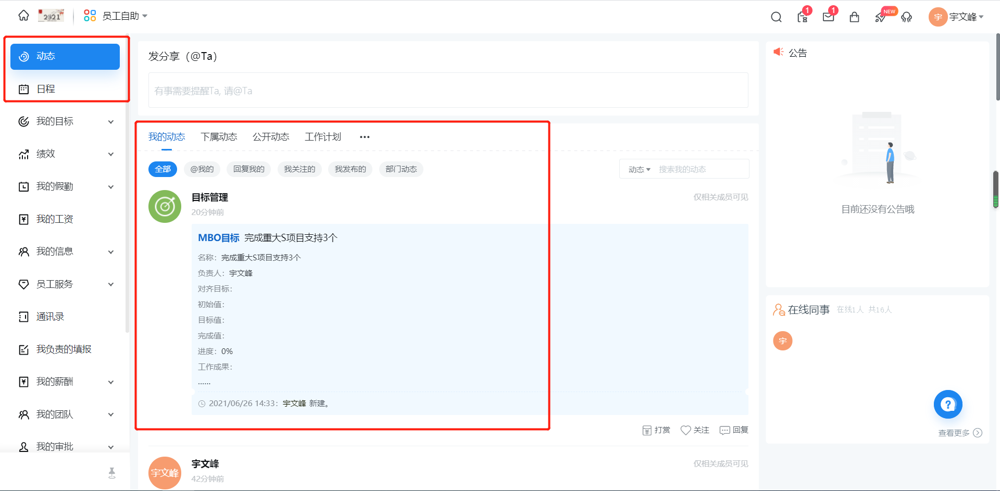 2021
员工自助
1
1
NEW
宇
宇文峰
动态
日程
我的目标
绩效
我的假勤
我的工资
我的信息
员工服务
通讯录
我负责的填报
我的薪酬
我的团队
我的审批
发分享（@Ta）
有事需要提醒Ta, 请@Ta
我的动态 下属动态 公开动态 工作计划 •••
全部 @我的 回复我的 我关注的 我发布的 部门动态
动态 搜索我的动态
目标管理
仅相关成员可见
20分钟前
MBO目标 完成重大S项目支持3个
名称：完成重大S项目支持3个
负责人：宇文峰
对齐目标：
初始值：
目标值：
完成值：
进度：0%
工作成果：
......
2021/06/26 14:33：宇文峰 新建。
打赏 关注 回复
宇文峰
宇文峰
仅相关成员可见
42分钟前
公告
目前还没有公告哦
在线同事 在线1人 共16人
宇
?
查看更多